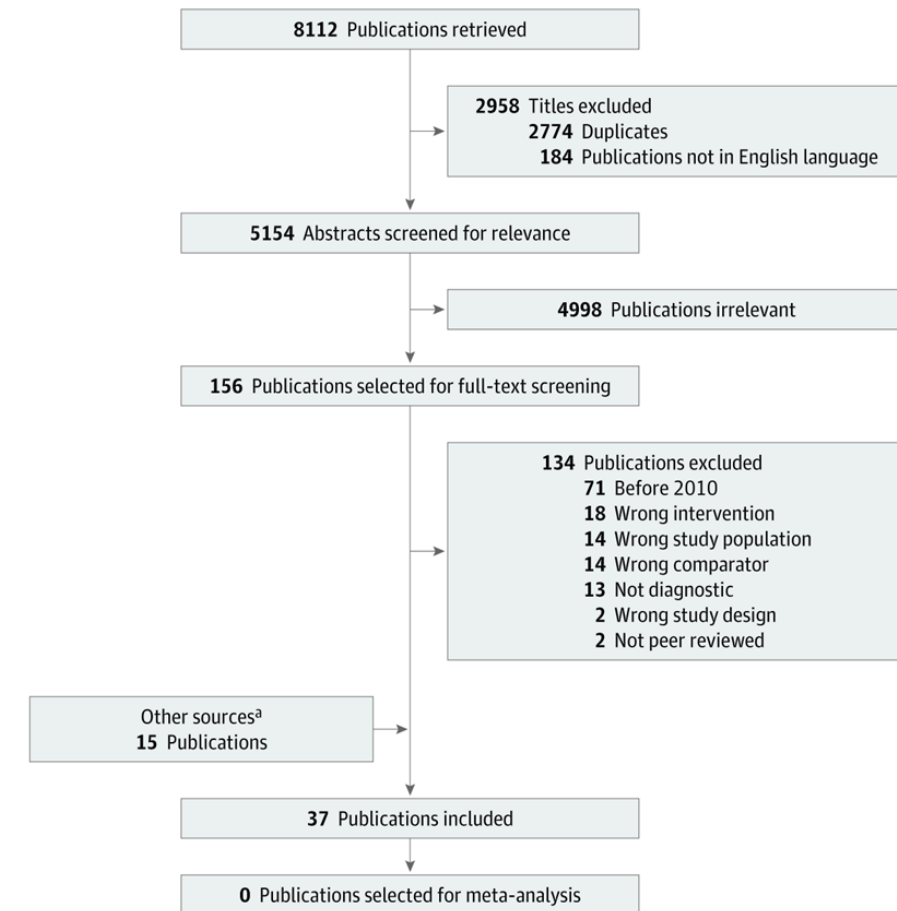 8112 Publications retrieved
2958 Titles excluded
2774 Duplicates
184 Publications not in English language
5154 Abstracts screened for relevance
4998 Publications irrelevant
156 Publications selected for full-text screening
134 Publications excluded
71 Before 2010
18 Wrong intervention
14 Wrong study population
14 Wrong comparator
13 Not diagnostic
2 Wrong study design
2 Not peer reviewed
Other sourcesᵃ
15 Publications
37 Publications included
0 Publications selected for meta-analysis